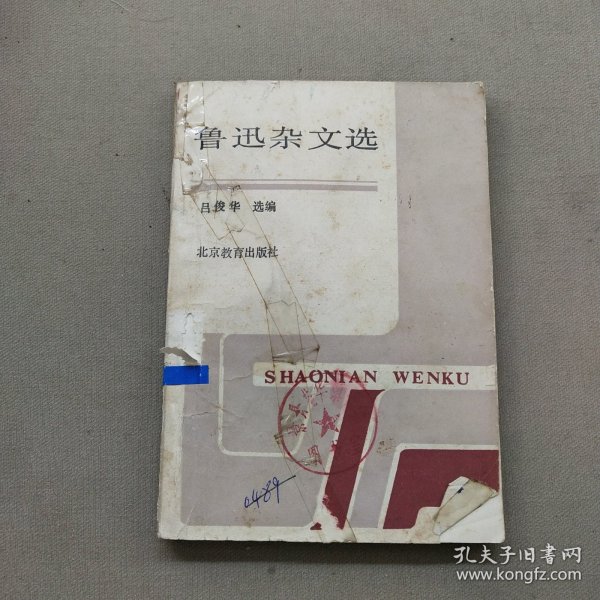 鲁迅杂文选
吕俊华 选编
北京教育出版社
SHAONIAN WENKU
0489
孔夫子旧书网
www.kongfz.com